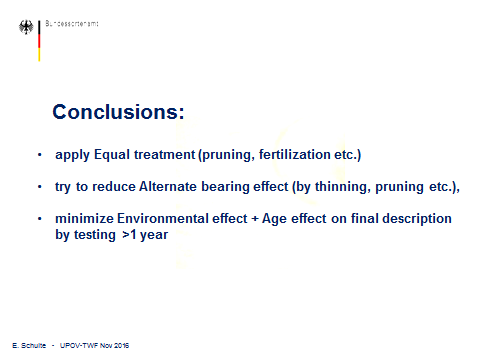 Bundessortenamt
Conclusions:
• apply Equal treatment (pruning, fertilization etc.)
• try to reduce Alternate bearing effect (by thinning, pruning etc.),
• minimize Environmental effect + Age effect on final description
by testing >1 year
E. Schulte - UPOV-TWF Nov 2016